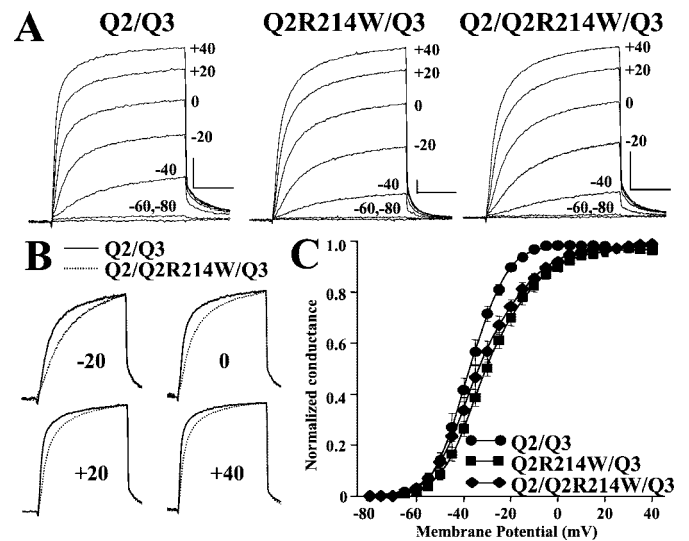 A
Q2/Q3
Q2R214W/Q3
Q2/Q2R214W/Q3
+40
+20
0
-20
-40
-60,-80
+40
+20
0
-20
-40
-60,-80
+40
+20
0
-20
-40
-60,-80
B
Q2/Q3
Q2/Q2R214W/Q3
-20
0
+20
+40
C
Normalized conductance
1.0
0.8
0.6
0.4
0.2
0
Q2/Q3
Q2R214W/Q3
Q2/Q2R214W/Q3
-80 -60 -40 -20 0 20 40
Membrane Potential (mV)